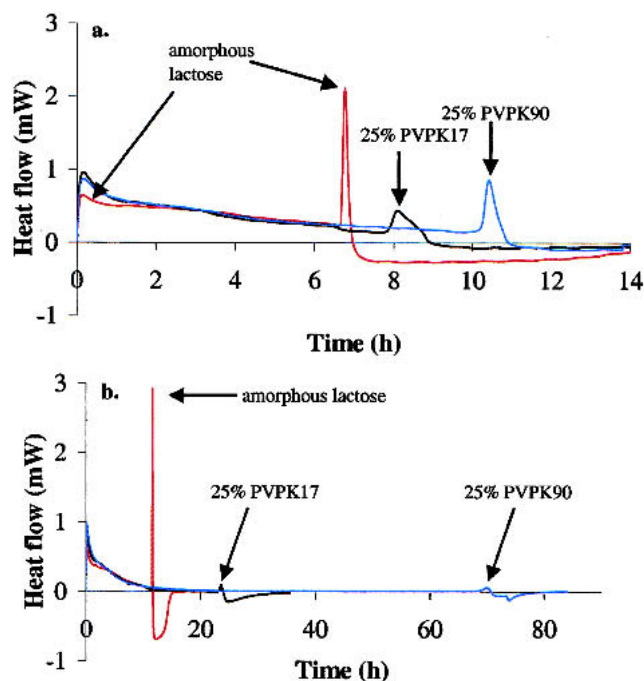 a.
3
2
1
0
-1
Heat flow (mW)
amorphous
lactose
25% PVPK17
25% PVPK90
0 2 4 6 8 10 12 14
Time (h)
b.
3
2
1
0
-1
Heat flow (mW)
amorphous lactose
25% PVPK17
25% PVPK90
0 20 40 60 80
Time (h)